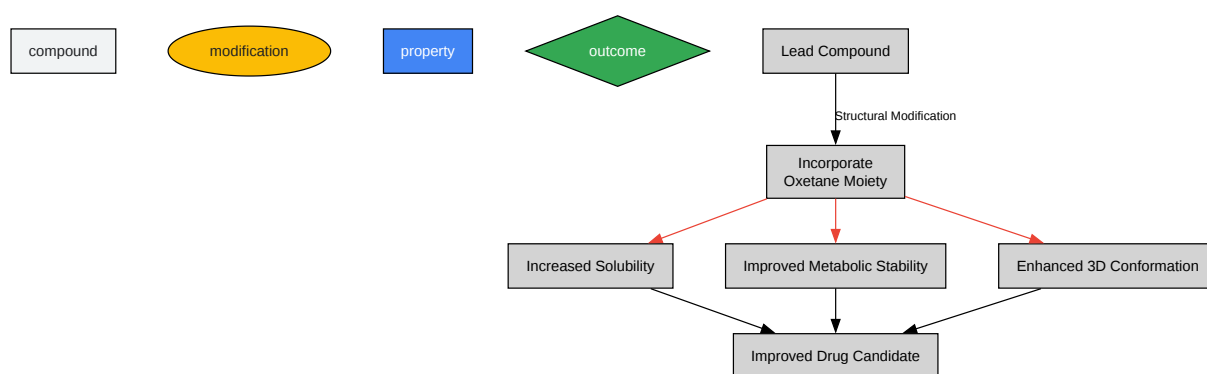 compound
modification
property
outcome
Lead Compound
Structural Modification
Incorporate
Oxetane Moiety
Increased Solubility
Improved Metabolic Stability
Enhanced 3D Conformation
Improved Drug Candidate